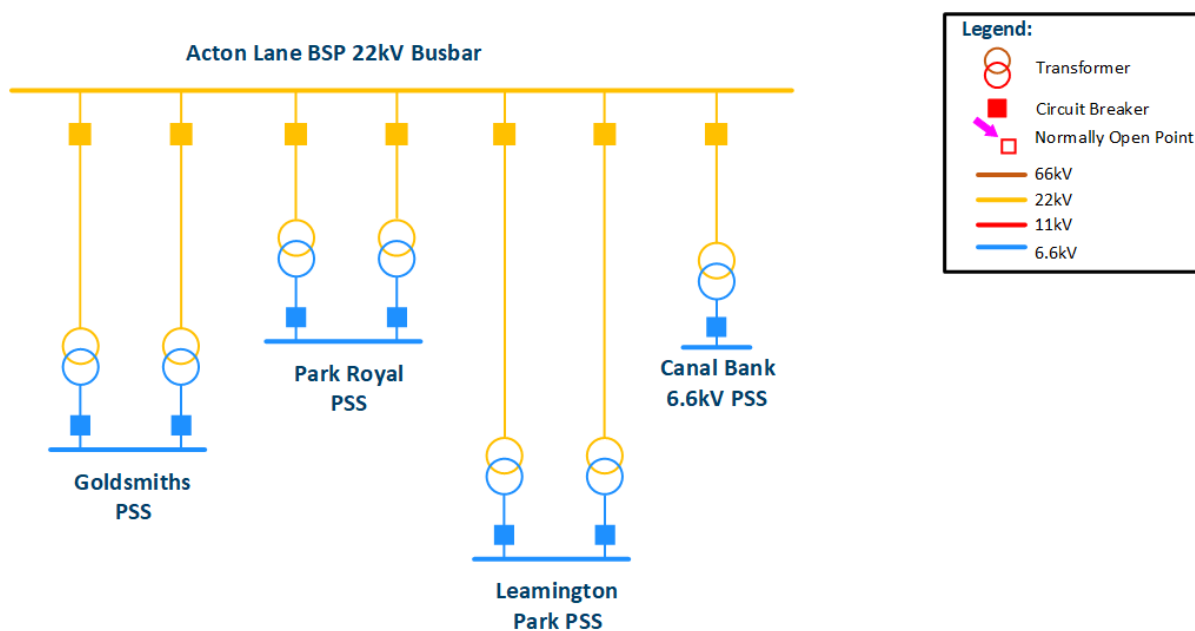 Acton Lane BSP 22kV Busbar
Legend:
Transformer
Circuit Breaker
Normally Open Point
66kV
22kV
11kV
6.6kV
Park Royal
PSS
Canal Bank
6.6kV PSS
Goldsmiths
PSS
Leamington
Park PSS